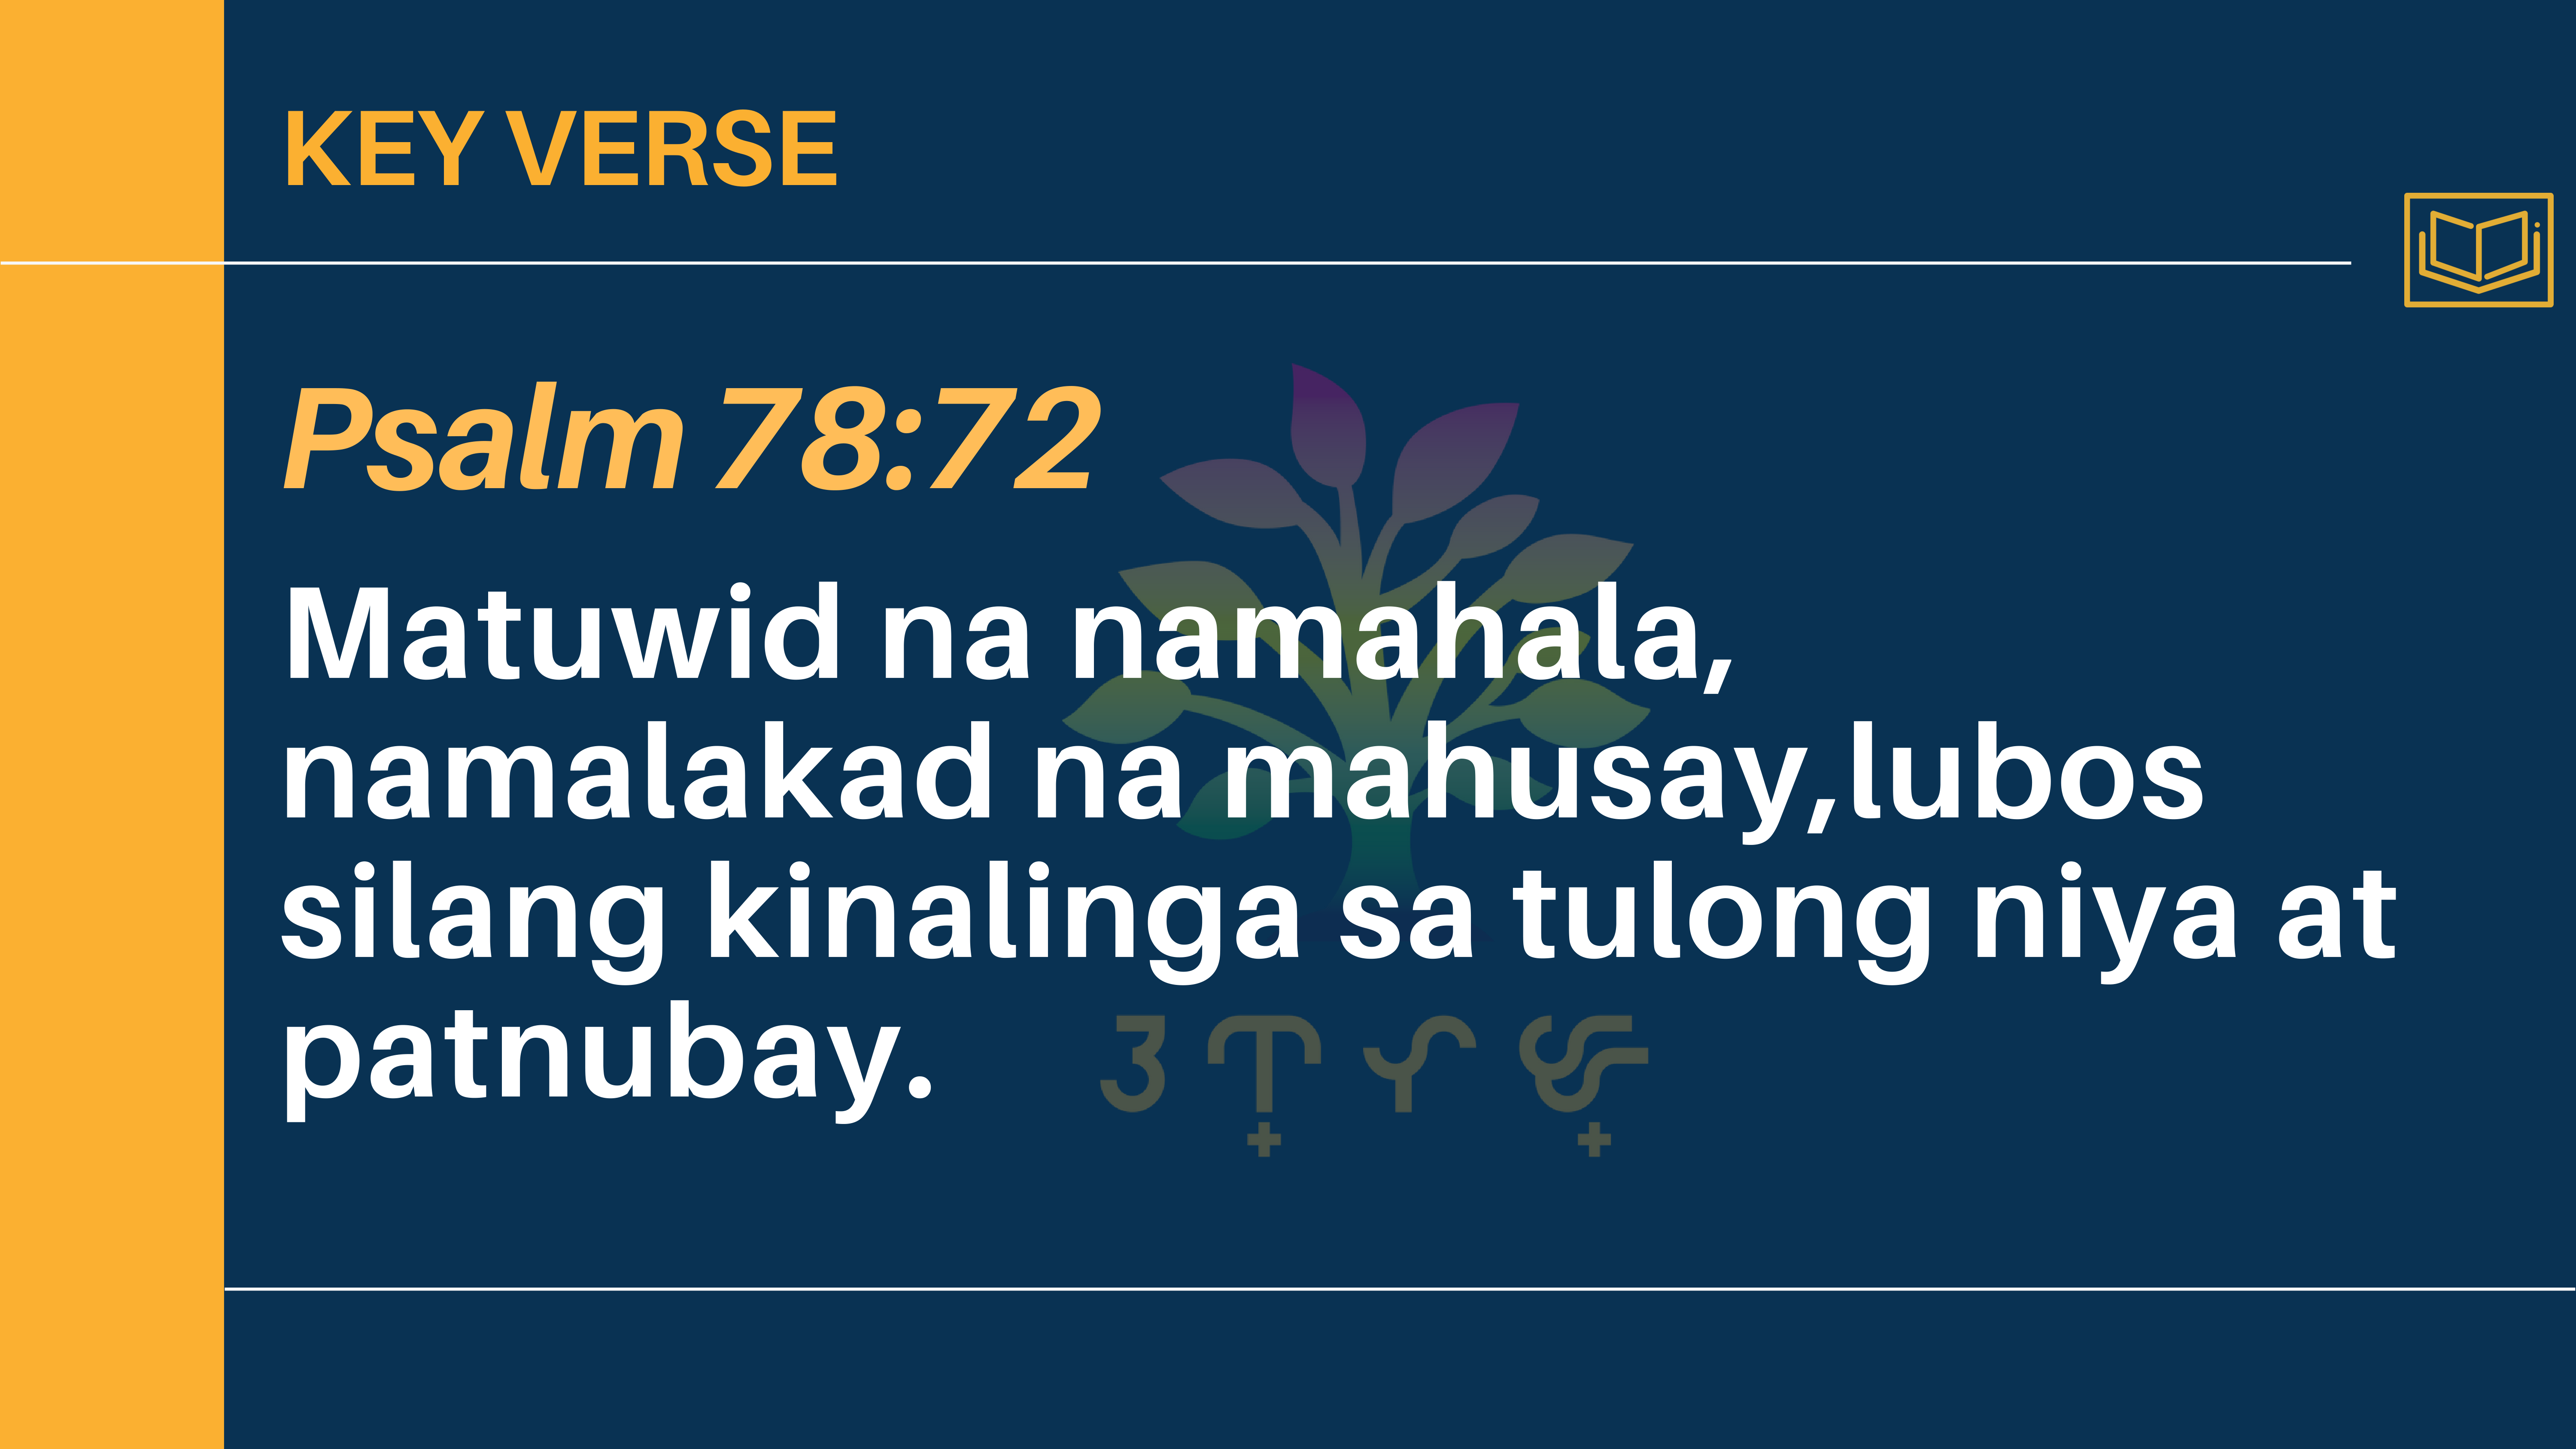 KEY VERSE
Psalm 78:72
Matuwid na namahala,
namalakad na mahusay,lubos
silang kinalinga sa tulong niya at
patnubay.